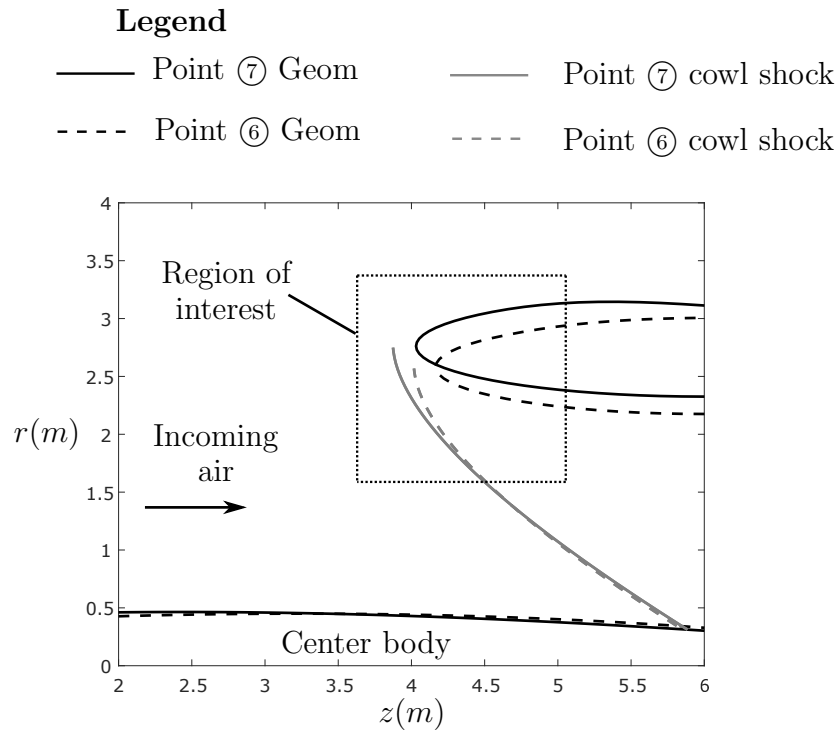 Legend
Point ⑦ Geom
Point ⑦ cowl shock
Point ⑥ Geom
Point ⑥ cowl shock
4
3.5
3
2.5
2
1.5
1
0.5
0
r(m)
Region of
interest
Incoming
air
Center body
2 2.5 3 3.5 4 4.5 5 5.5 6
z(m)